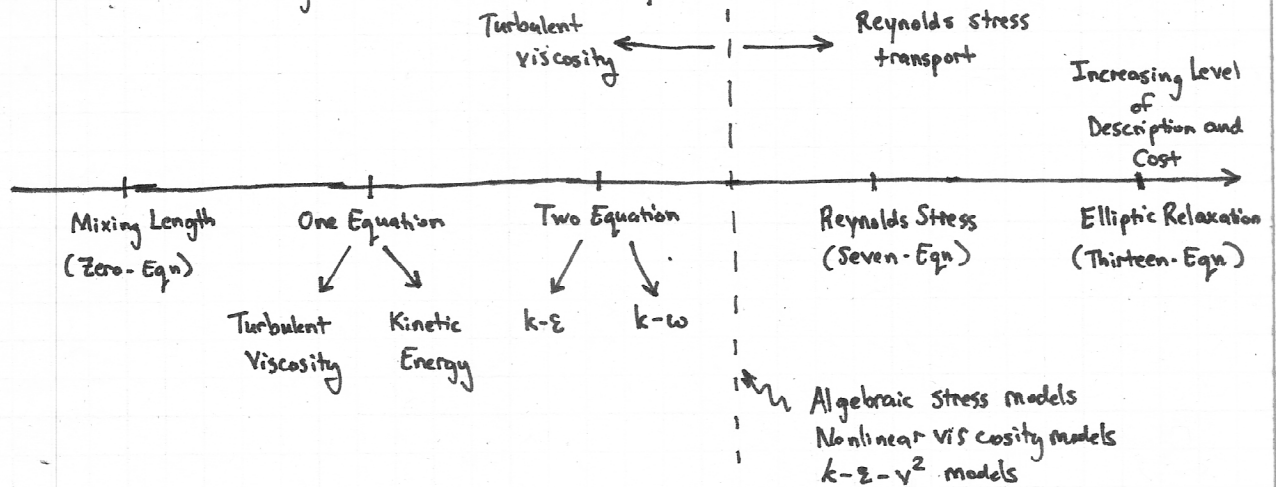 Turbulent
viscosity
Reynolds stress
transport
Increasing Level
of
Description and
Cost
Mixing Length
(Zero-Eqn)
One Equation
Two Equation
Reynolds Stress
(Seven-Eqn)
Elliptic Relaxation
(Thirteen-Eqn)
Turbulent
Viscosity
Kinetic
Energy
k-ε
k-ω
Algebraic stress models
Nonlinear viscosity models
k-ε-v² models